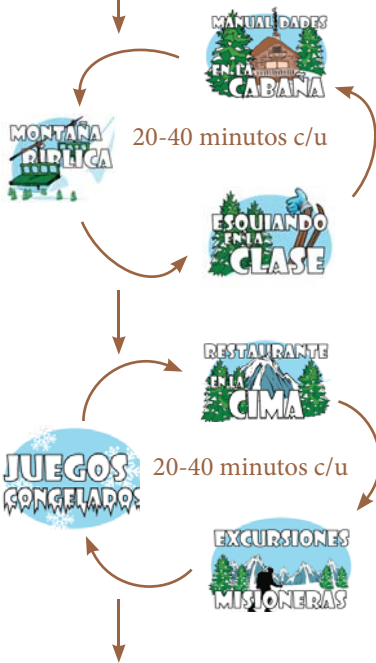 MANUALIDADES
EN LA
CABAÑA
MONTAÑA
BÍBLICA
20-40 minutos c/u
ESQUIANDO
EN LA
CLASE
RESTAURANTE
EN LA
CIMA
JUEGOS
CONGELADOS
20-40 minutos c/u
EXCURSIONES
MISIONERAS